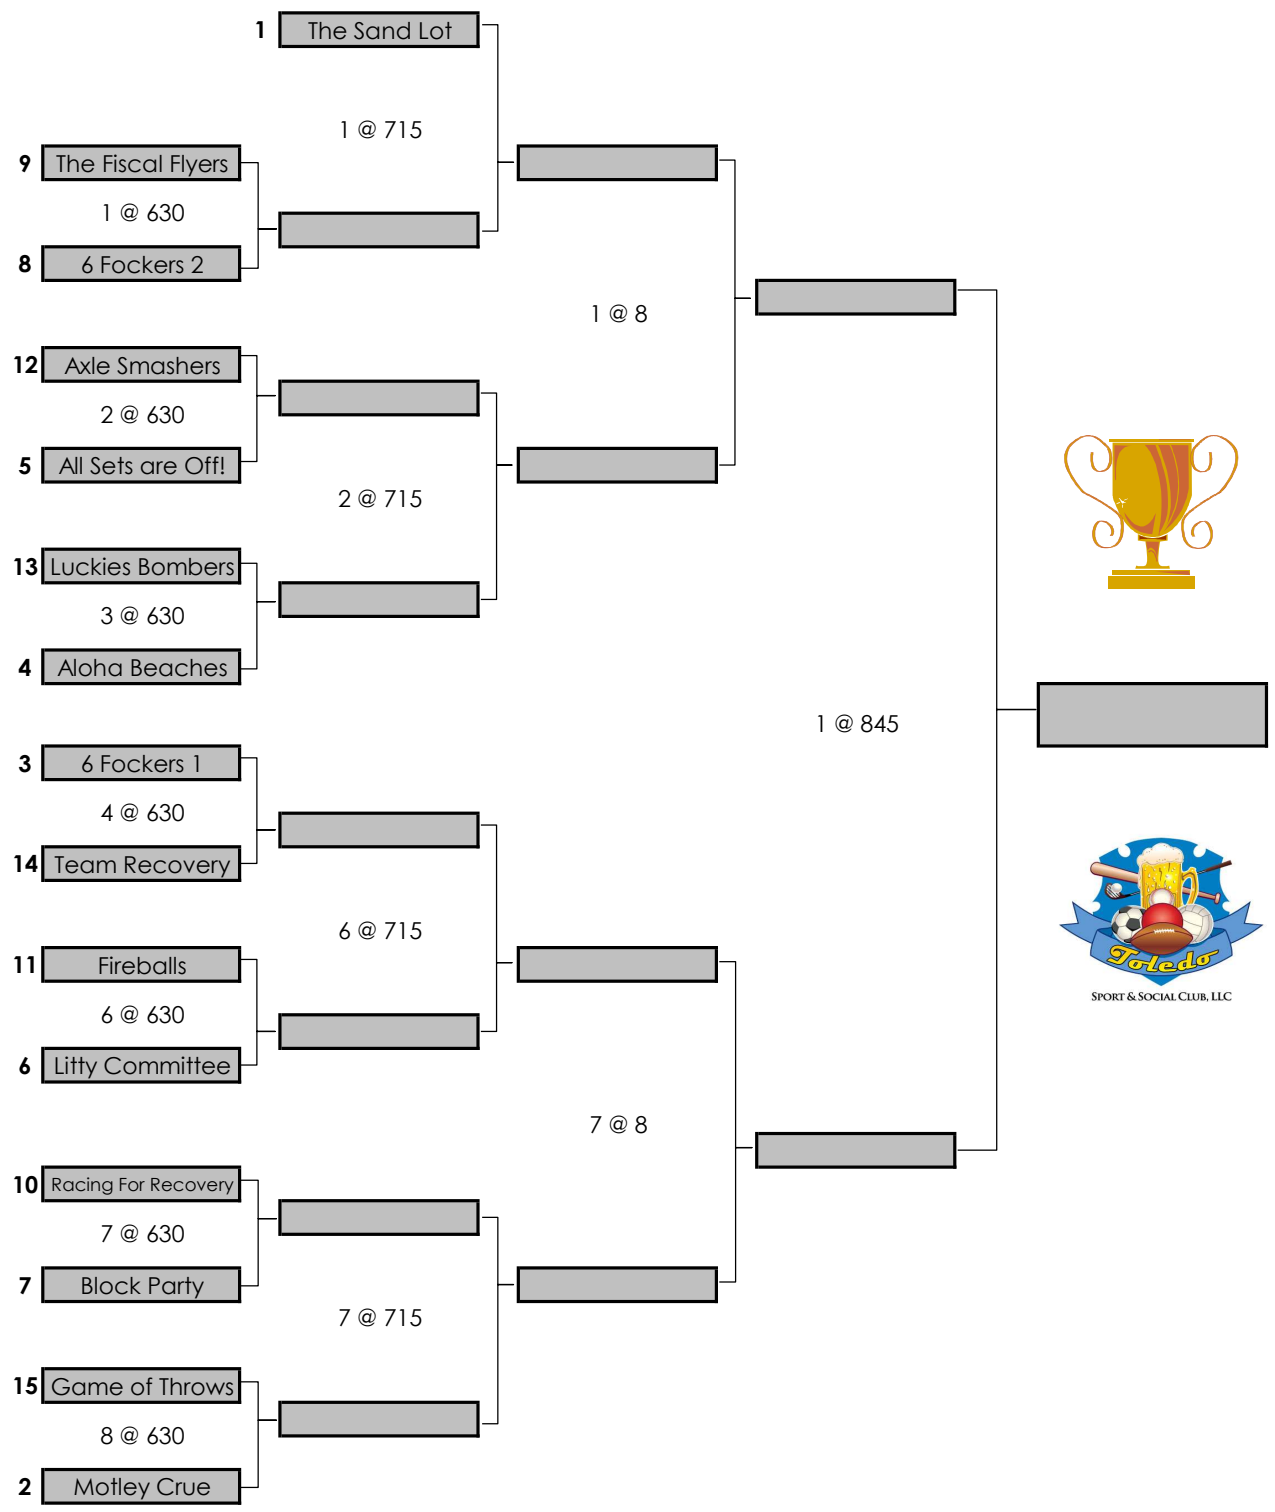 1 The Sand Lot
1 @ 715
9 The Fiscal Flyers
1 @ 630
8 6 Fockers 2
1 @ 8
12 Axle Smashers
2 @ 630
5 All Sets are Off!
2 @ 715
13 Luckies Bombers
3 @ 630
4 Aloha Beaches
1 @ 845
3 6 Fockers 1
4 @ 630
14 Team Recovery
6 @ 715
11 Fireballs
6 @ 630
6 Litty Committee
7 @ 8
10 Racing For Recovery
7 @ 630
7 Block Party
7 @ 715
15 Game of Throws
8 @ 630
2 Motley Crue
Toledo
SPORT & SOCIAL CLUB, LLC